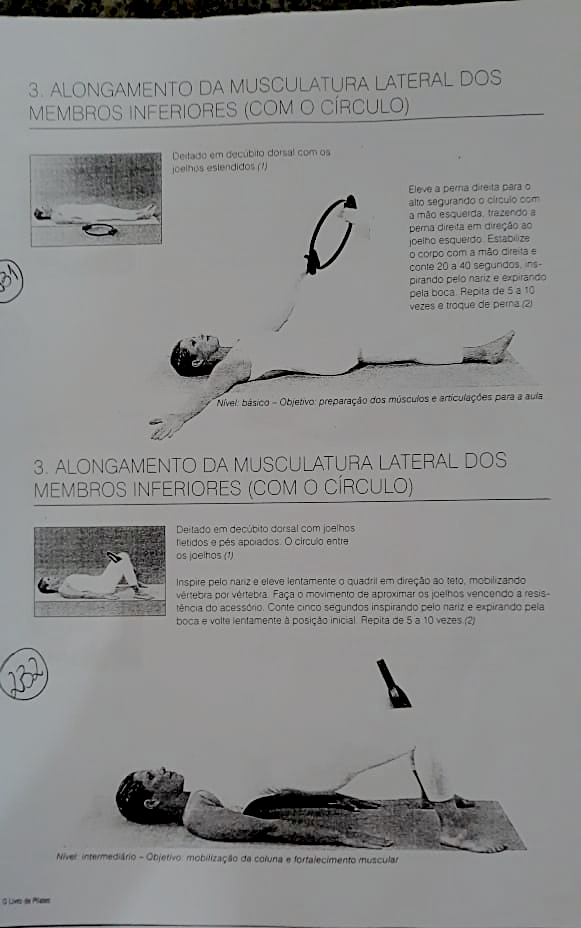 3. ALONGAMENTO DA MUSCULATURA LATERAL DOS
MEMBROS INFERIORES (COM O CÍRCULO)
Deitado em decúbito dorsal com os
joelhos estendidos (1)
Eleve a perna direita para o
alto segurando o círculo com
a mão esquerda, trazendo a
perna direita em direção ao
joelho esquerdo. Estabilize
o corpo com a mão direita e
conte 20 a 40 segundos, ins-
pirando pelo nariz e expirando
pela boca. Repita de 5 a 10
vezes e troque de perna.(2)
231
Nível: básico – Objetivo: preparação dos músculos e articulações para a aula.
3. ALONGAMENTO DA MUSCULATURA LATERAL DOS
MEMBROS INFERIORES (COM O CÍRCULO)
Deitado em decúbito dorsal com joelhos
fletidos e pés apoiados. O círculo entre
os joelhos (1)
Inspire pelo nariz e eleve lentamente o quadril em direção ao teto, mobilizando
vértebra por vértebra. Faça o movimento de aproximar os joelhos vencendo a resis-
tência do acessório. Conte cinco segundos inspirando pelo nariz e expirando pela
boca e volte lentamente à posição inicial. Repita de 5 a 10 vezes.(2)
232
Nível: intermediário – Objetivo: mobilização da coluna e fortalecimento muscular
O Livro de Pilates